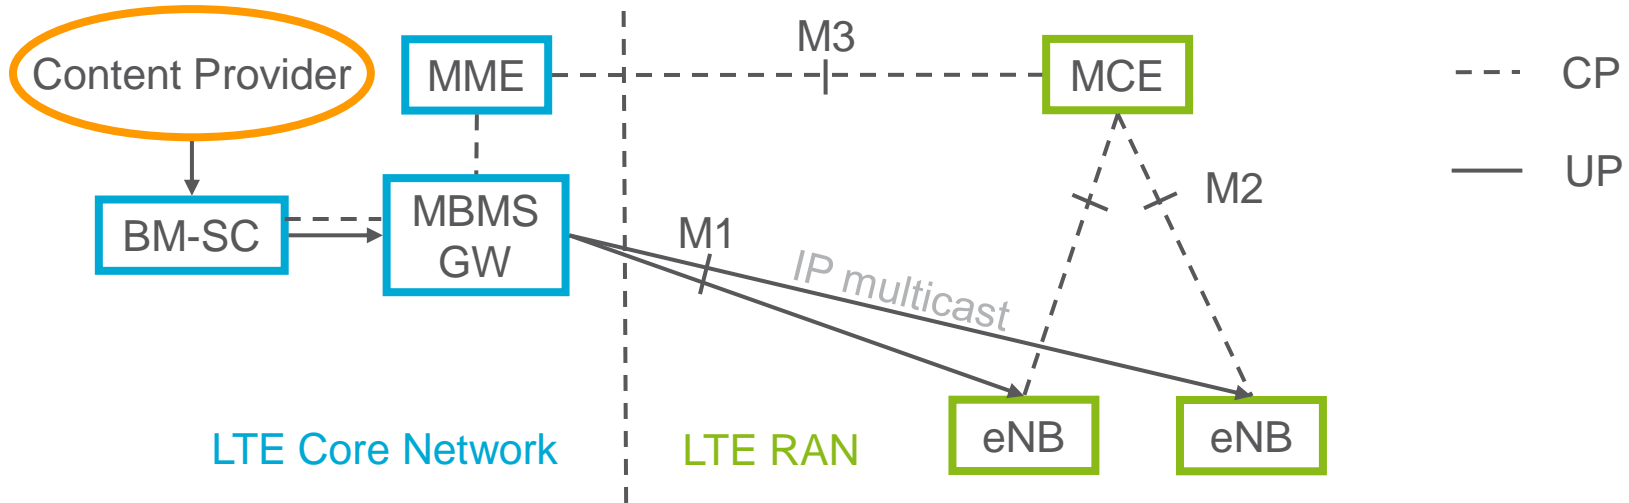 M3
Content Provider
MME
MCE
CP
M2
UP
BM-SC
MBMS
GW
M1
IP multicast
LTE Core Network
LTE RAN
eNB
eNB